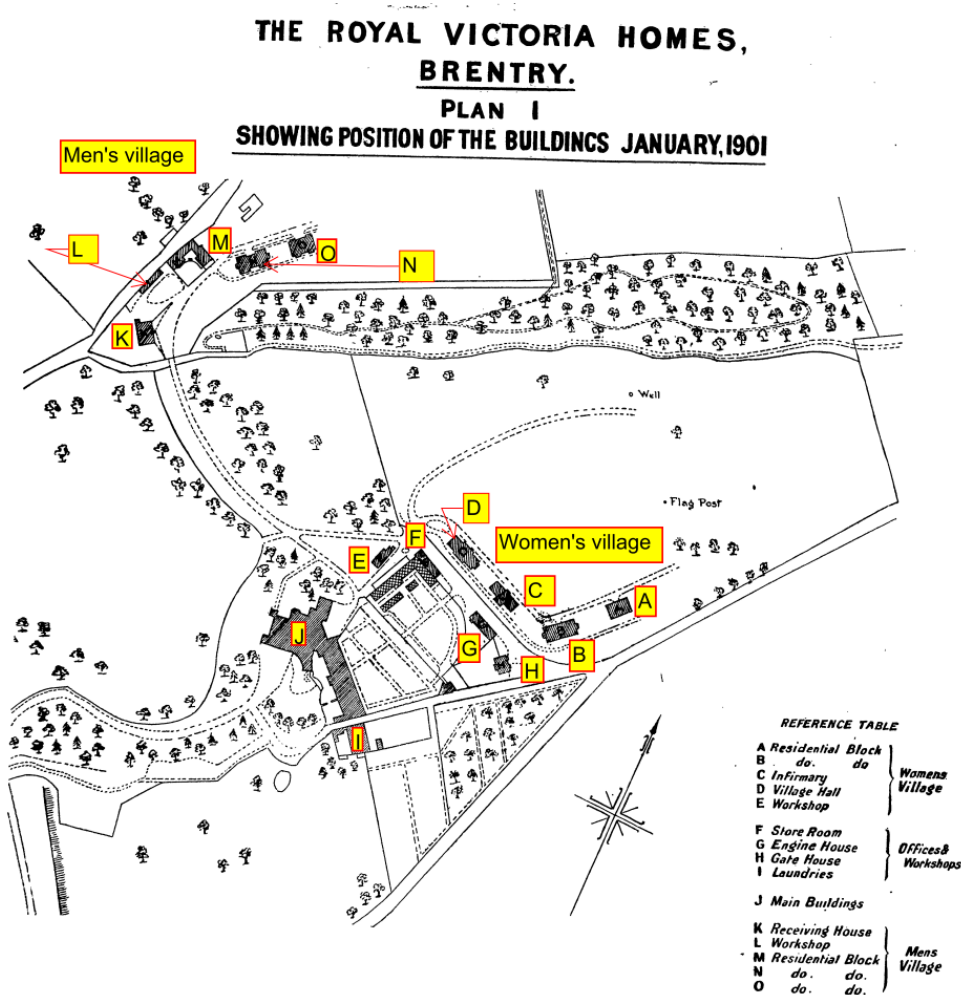 THE ROYAL VICTORIA HOMES,
BRENTRY.
PLAN I
SHOWING POSITION OF THE BUILDINGS JANUARY, 1901
Men's village
L
M
O
N
K
Well
Flag Post
D
Women's village
F
E
C
A
J
G
B
H
I
REFERENCE TABLE
A Residential Block
B . do. do
C Infirmary
D Village Hall
E Workshop
Womens
Village
F Store Room
G Engine House
H Gate House
I Laundries
Offices &
Workshops
J Main Buildings
K Receiving House
L Workshop
M Residential Block
N do. do.
O do. do.
Mens
Village